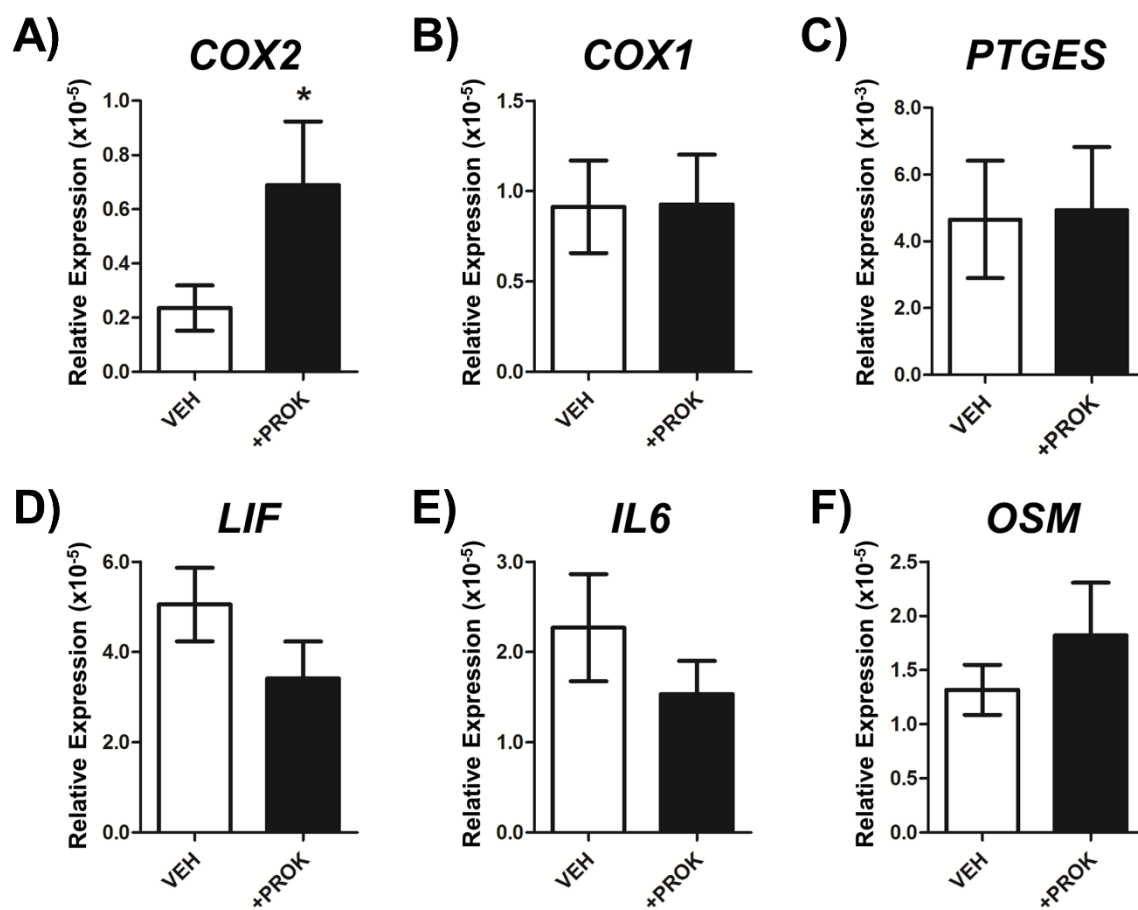 A) COX2
Relative Expression (x10-5)
1.0
0.8
0.6
0.4
0.2
0.0
*
VEH
+PROK
B) COX1
Relative Expression (x10-5)
1.5
1.0
0.5
0.0
VEH
+PROK
C) PTGES
Relative Expression (x10-3)
8.0
6.0
4.0
2.0
0.0
VEH
+PROK
D) LIF
Relative Expression (x10-5)
6.0
4.0
2.0
0.0
VEH
+PROK
E) IL6
Relative Expression (x10-5)
3.0
2.0
1.0
0.0
VEH
+PROK
F) OSM
Relative Expression (x10-5)
2.5
2.0
1.5
1.0
0.5
0.0
VEH
+PROK